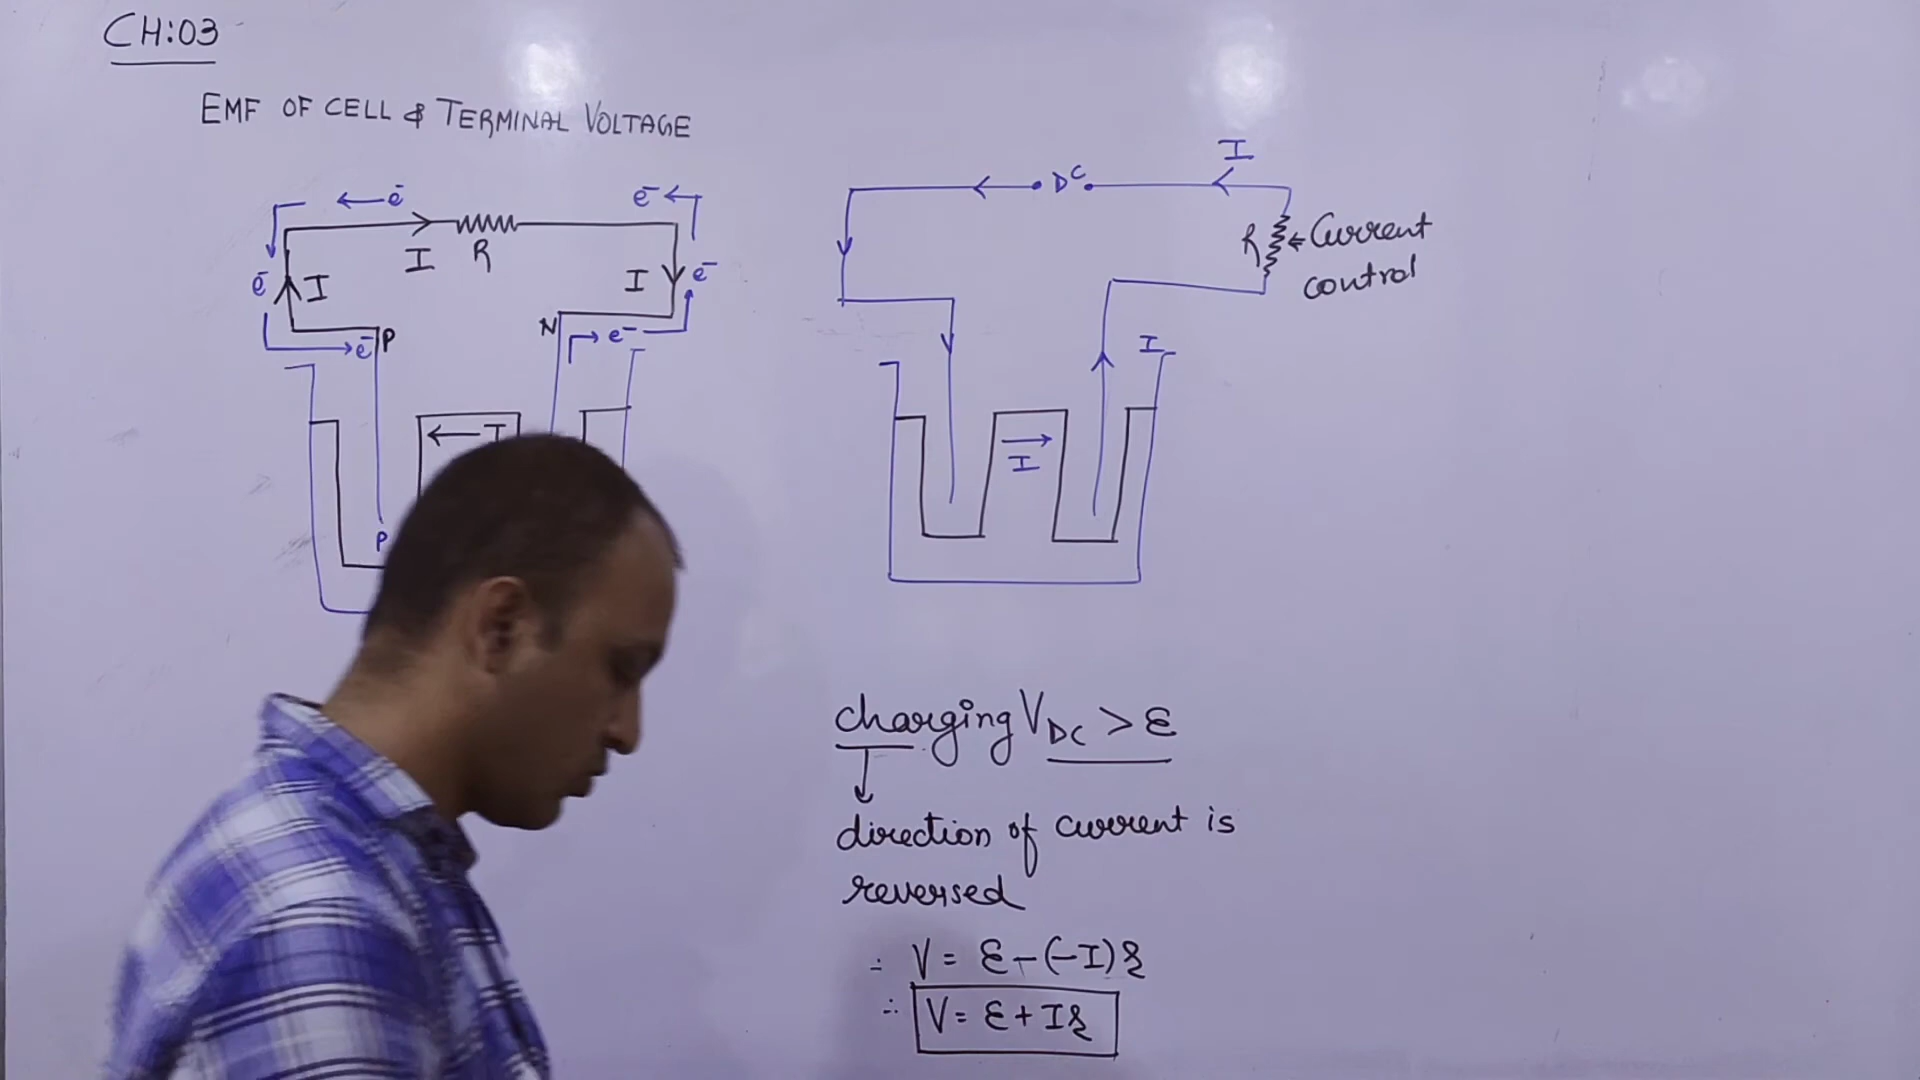 CH:03
EMF OF CELL & TERMINAL VOLTAGE
← e⁻
e⁻ ←
I
R
e⁻
I
I
e⁻
P
N
e⁻
e⁻
← I
P
DC
I
R ← Current
control
I
→
I
charging V_DC > ε
↓
direction of current is
reversed
∴ V = ε - (-I)r
∴ V = ε + Ir